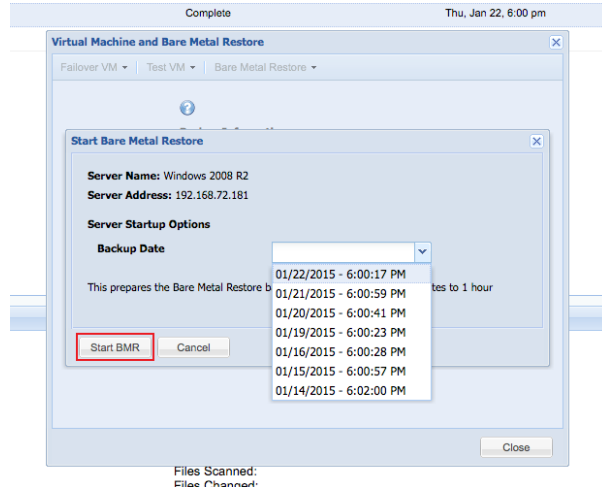 Complete Thu, Jan 22, 6:00 pm
Virtual Machine and Bare Metal Restore
Failover VM Test VM Bare Metal Restore
Start Bare Metal Restore
Server Name: Windows 2008 R2
Server Address: 192.168.72.181
Server Startup Options
Backup Date
01/22/2015 - 6:00:17 PM
01/21/2015 - 6:00:59 PM
01/20/2015 - 6:00:41 PM
01/19/2015 - 6:00:23 PM
01/16/2015 - 6:00:28 PM
01/15/2015 - 6:00:57 PM
01/14/2015 - 6:02:00 PM
This prepares the Bare Metal Restore b tes to 1 hour
Start BMR Cancel
Close
Files Scanned:
Files Changed: